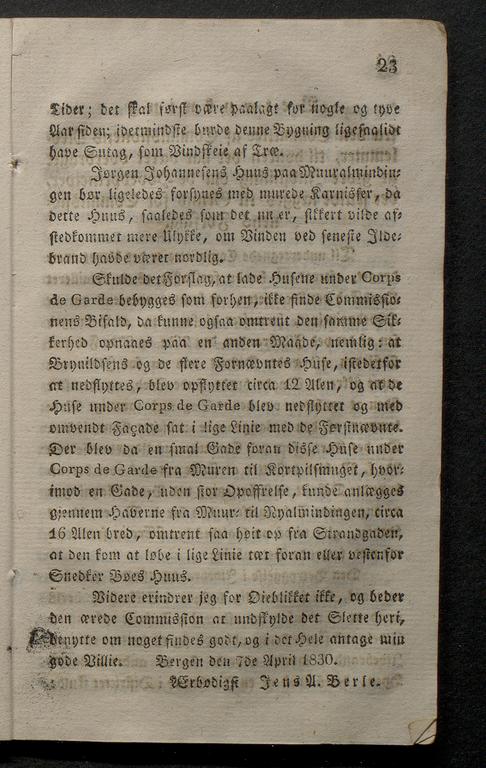 23
Tider; det skal først være paalagt for nogle og tyve
Aar siden; idetmindste burde denne Bygning ligesaalidt
have Sutag, som Vindskeie af Træ.
Jørgen Johannesens Huus paa Muuralmindin-
gen bør ligeledes forsynes med murede Karnisser, da
dette Huus, saaledes som det nu er, sikkert vilde af-
stedkommet mere Ulykke, om Vinden ved seneste Ilde-
brand havde været nordlig.
Skulde det Forslag, at lade Husene under Corps
de Garde bebygges som forhen, ikke finde Commissio-
nens Bifald, da kunne ogsaa omtrent den samme Sik-
kerhed opnaaes paa en anden Maade, nemlig: at
Brynildsens og de flere Fornævntes Huse, istedetfor
at nedflyttes, blev opflyttet circa 12 Alen, og at de
Huse under Corps de Garde blev nedflyttet og med
omvendt Façade sat i lige Linie med de Førstnævnte.
Der blev da en smal Gade foran disse Huse under
Corps de Garde fra Muren til Kortpilsmuget, hvor-
imod en Gade, uden stor Opoffrelse, kunde anlægges
gjennem Haverne fra Muur- til Nyalmindingen, circa
16 Alen bred, omtrent saa høit op fra Strandgaden,
at den kom at løbe i lige Linie tæt foran eller vestenfor
Snedker Boes Huus.
Videre erindrer jeg for Øieblikket ikke, og beder
den ærede Commission at undskylde det Slette heri,
benytte om noget findes godt, og i det Hele antage min
gode Villie. Bergen den 7de April 1830.
Ærbødigst Jens A. Berle.